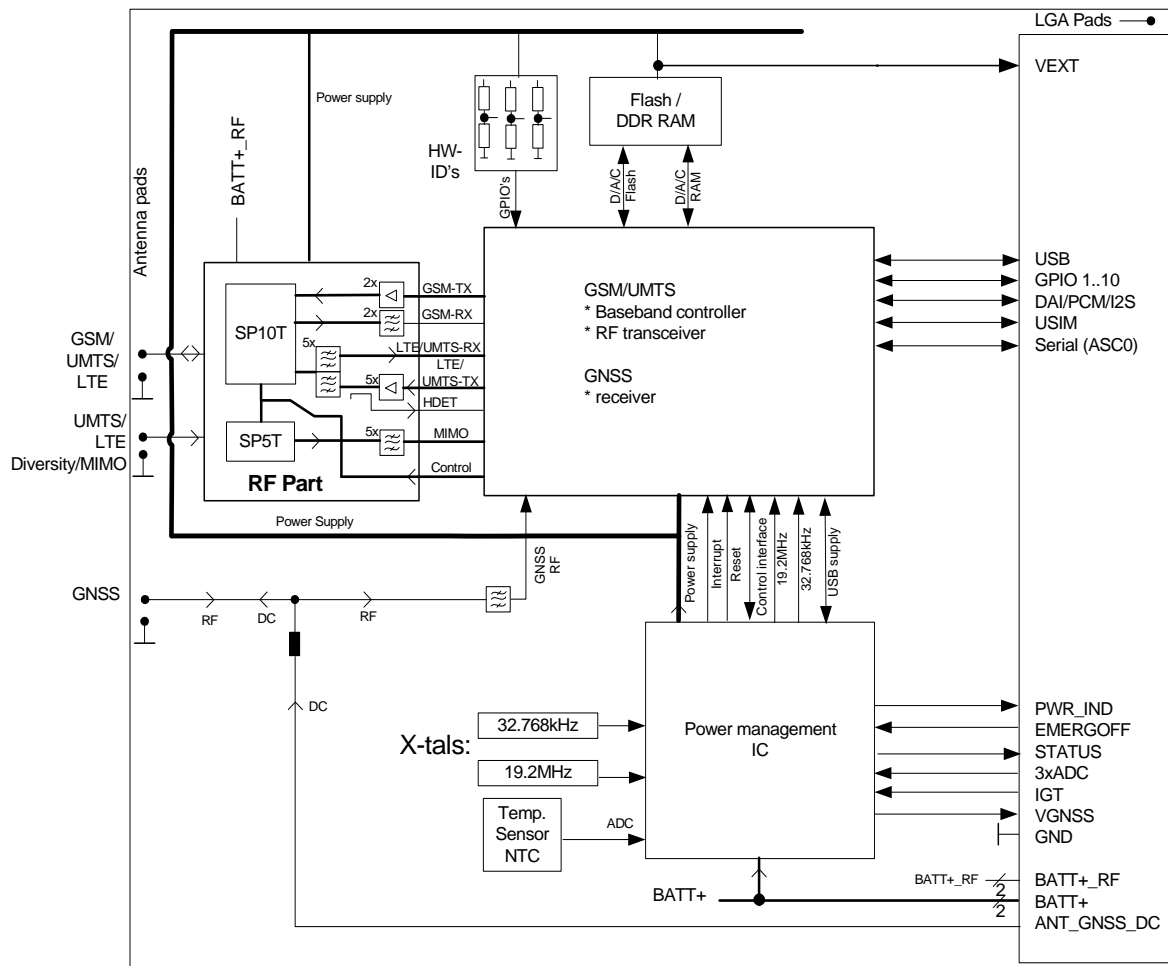 LGA Pads
VEXT
Power supply
Flash /
DDR RAM
HW-
ID's
BATT+_RF
Antenna pads
GPIO's
D/A/C
Flash
D/A/C
RAM
GSM/UMTS
* Baseband controller
* RF transceiver
GNSS
* receiver
USB
GPIO 1..10
DAI/PCM/I2S
USIM
Serial (ASC0)
SP10T
2x
GSM-TX
2x
GSM-RX
5x
LTE/UMTS-RX
LTE/
5x
UMTS-TX
HDET
SP5T
5x
MIMO
Control
RF Part
GSM/
UMTS/
LTE
UMTS/
LTE
Diversity/MIMO
Power Supply
GNSS
RF
Power supply
Interrupt
Reset
Control interface
19.2MHz
32.768kHz
USB supply
GNSS
RF
DC
RF
DC
X-tals:
32.768kHz
19.2MHz
Temp.
Sensor
NTC
ADC
Power management
IC
PWR_IND
EMERGOFF
STATUS
3xADC
IGT
VGNSS
GND
BATT+_RF
2
BATT+_RF
BATT+
2
BATT+
ANT_GNSS_DC